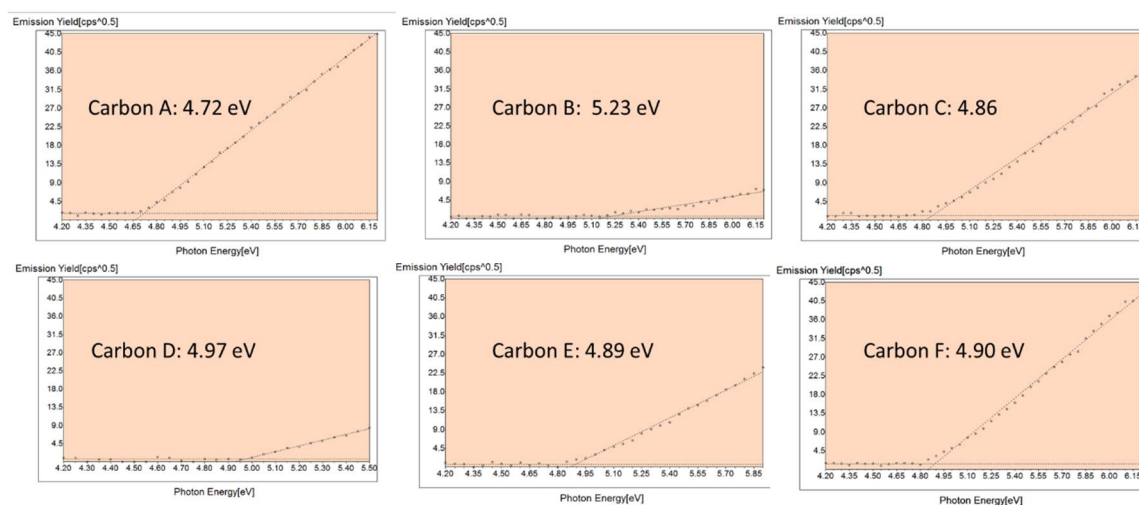 Emission Yield[cps^0.5]
45.0
40.5
36.0
31.5
27.0
22.5
18.0
13.5
9.0
4.5
Carbon A: 4.72 eV
4.20 4.35 4.50 4.65 4.80 4.95 5.10 5.25 5.40 5.55 5.70 5.85 6.00 6.15
Photon Energy[eV]
Emission Yield[cps^0.5]
45.0
40.5
36.0
31.5
27.0
22.5
18.0
13.5
9.0
4.5
Carbon B: 5.23 eV
4.20 4.35 4.50 4.65 4.80 4.95 5.10 5.25 5.40 5.55 5.70 5.85 6.00 6.15
Photon Energy[eV]
Emission Yield[cps^0.5]
45.0
40.5
36.0
31.5
27.0
22.5
18.0
13.5
9.0
4.5
Carbon C: 4.86
4.20 4.35 4.50 4.65 4.80 4.95 5.10 5.25 5.40 5.55 5.70 5.85 6.00 6.15
Photon Energy[eV]
Emission Yield[cps^0.5]
45.0
40.5
36.0
31.5
27.0
22.5
18.0
13.5
9.0
4.5
Carbon D: 4.97 eV
4.20 4.30 4.40 4.50 4.60 4.70 4.80 4.90 5.00 5.10 5.20 5.30 5.40 5.50
Photon Energy[eV]
Emission Yield[cps^0.5]
45.0
40.5
36.0
31.5
27.0
22.5
18.0
13.5
9.0
4.5
Carbon E: 4.89 eV
4.20 4.35 4.50 4.65 4.80 4.95 5.10 5.25 5.40 5.55 5.70 5.85
Photon Energy[eV]
Emission Yield[cps^0.5]
45.0
40.5
36.0
31.5
27.0
22.5
18.0
13.5
9.0
4.5
Carbon F: 4.90 eV
4.20 4.35 4.50 4.65 4.80 4.95 5.10 5.25 5.40 5.55 5.70 5.85 6.00 6.15
Photon Energy[eV]